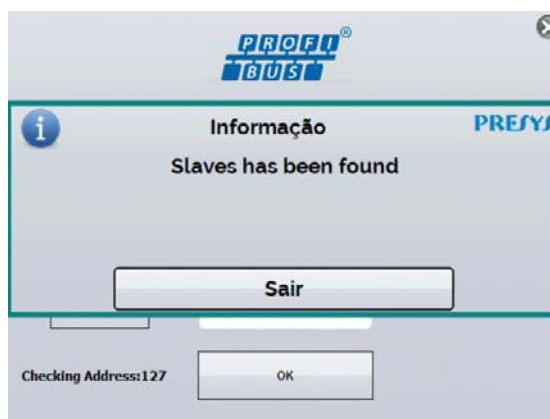 PROFI®
BUS
i
Informação
PRESYS
Slaves has been found
Sair
Checking Address:127
OK